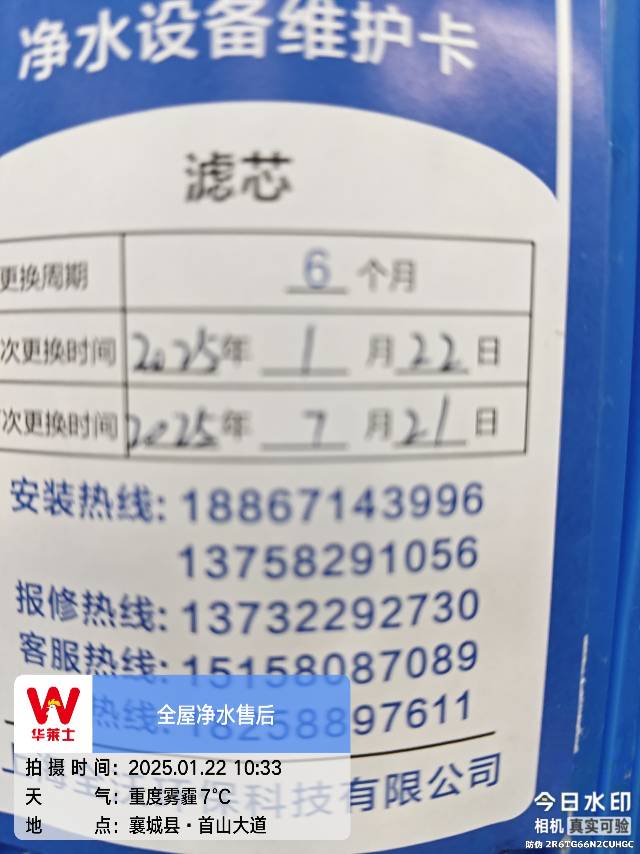 净水设备维护卡
滤芯
更换周期 6 个月
次更换时间 2025年 1 月 22 日
次更换时间 2025年 7 月 21 日
安装热线: 18867143996
13758291056
报修热线: 13732292730
客服热线: 15158087089
热线: 18258897611
科技有限公司
华莱士
全屋净水售后
拍摄时间: 2025.01.22 10:33
天气: 重度雾霾 7℃
地点: 襄城县·首山大道
今日水印
相机 真实可验
防伪 2R6TG66N2CUHGC